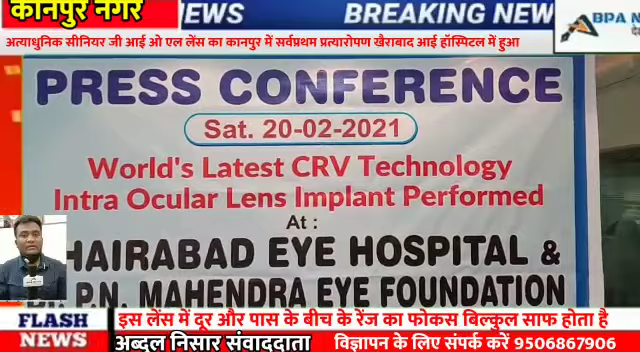 कानपुर नगर
NEWS
BREAKING NEW
ABPA N
अत्याधुनिक सीनियर जी आई ओ एल लेंस का कानपुर में सर्वप्रथम प्रत्यारोपण खैराबाद आई हॉस्पिटल में हुआ
PRESS CONFERENCE
Sat. 20-02-2021
World's Latest CRV Technology
Intra Ocular Lens Implant Performed
At :
HAIRABAD EYE HOSPITAL &
P.N. MAHENDRA EYE FOUNDATION
FLASH NEWS
इस लेंस में दूर और पास के बीच के रेंज का फोकस बिल्कुल साफ होता है
अब्दुल निसार संवाददाता
विज्ञापन के लिए संपर्क करें 9506867906